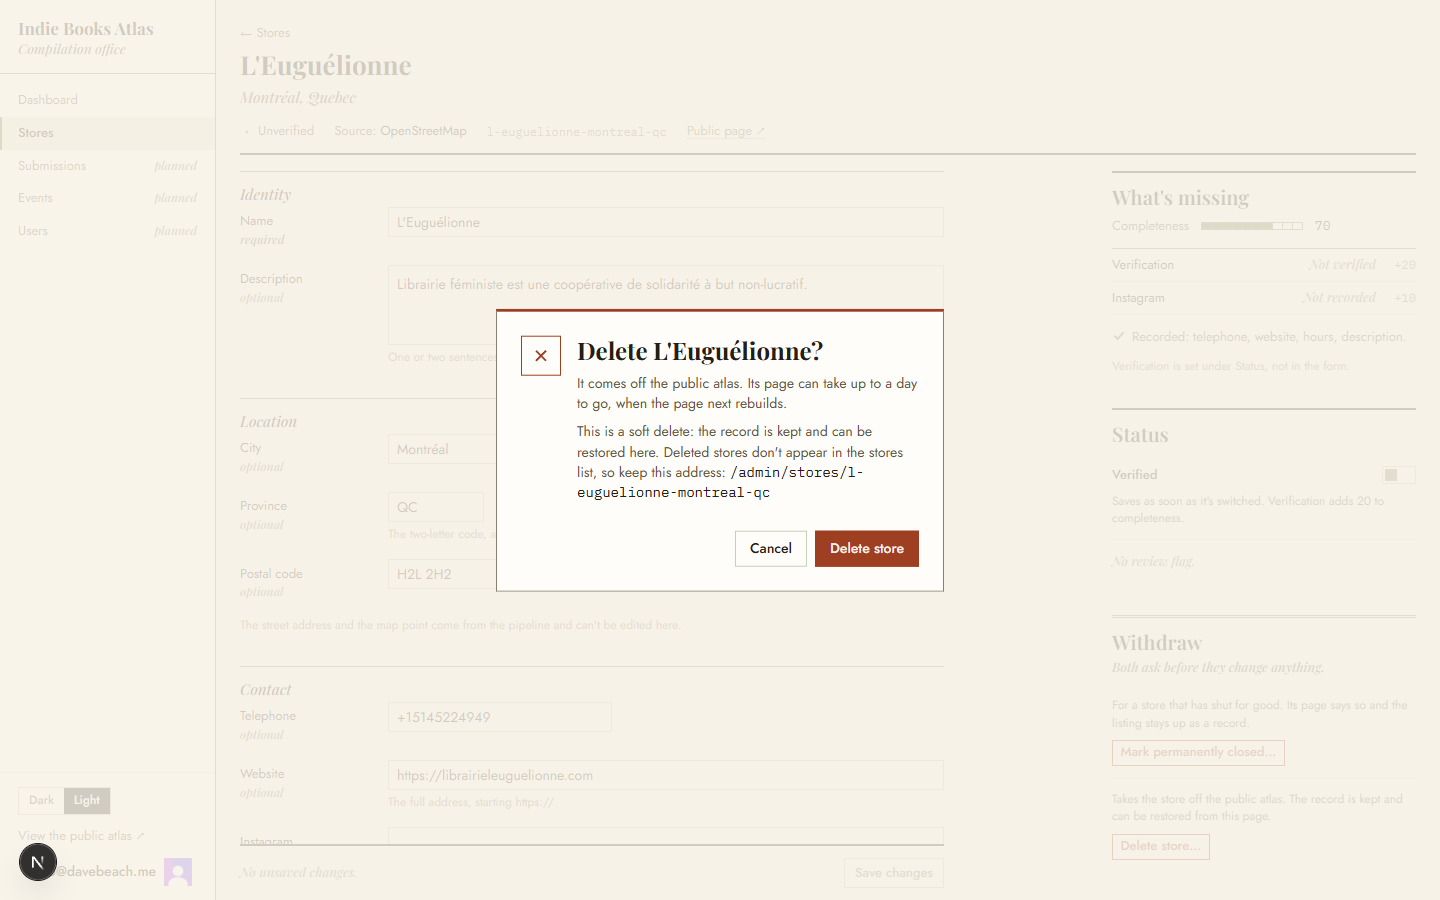 Indie Books Atlas
Compilation office
Dashboard
Stores
Submissions planned
Events planned
Users planned
Dark Light
View the public atlas ↗
N
@davebeach.me
← Stores
L'Euguélionne
Montréal, Quebec
Unverified Source: OpenStreetMap l-euguelionne-montreal-qc Public page ↗
Identity
Name
required
L'Euguélionne
Description
optional
Librairie féministe est une coopérative de solidarité à but non-lucratif.
One or two sentences
Location
City
optional
Montréal
Province
optional
QC
The two-letter code,
Postal code
optional
H2L 2H2
The street address and the map point come from the pipeline and can't be edited here.
Contact
Telephone
optional
+15145224949
Website
optional
https://librairieleuguelionne.com
The full address, starting https://
Instagram
No unsaved changes.
Save changes
Delete L'Euguélionne?
It comes off the public atlas. Its page can take up to a day
to go, when the page next rebuilds.
This is a soft delete: the record is kept and can be
restored here. Deleted stores don't appear in the stores
list, so keep this address: /admin/stores/l-
euguelionne-montreal-qc
Cancel Delete store
What's missing
Completeness 70
Verification Not verified +20
Instagram Not recorded +10
✓ Recorded: telephone, website, hours, description.
Verification is set under Status, not in the form.
Status
Verified
Saves as soon as it's switched. Verification adds 20 to
completeness.
No review flag.
Withdraw
Both ask before they change anything.
For a store that has shut for good. Its page says so and the
listing stays up as a record.
Mark permanently closed...
Takes the store off the public atlas. The record is kept and
can be restored from this page.
Delete store...